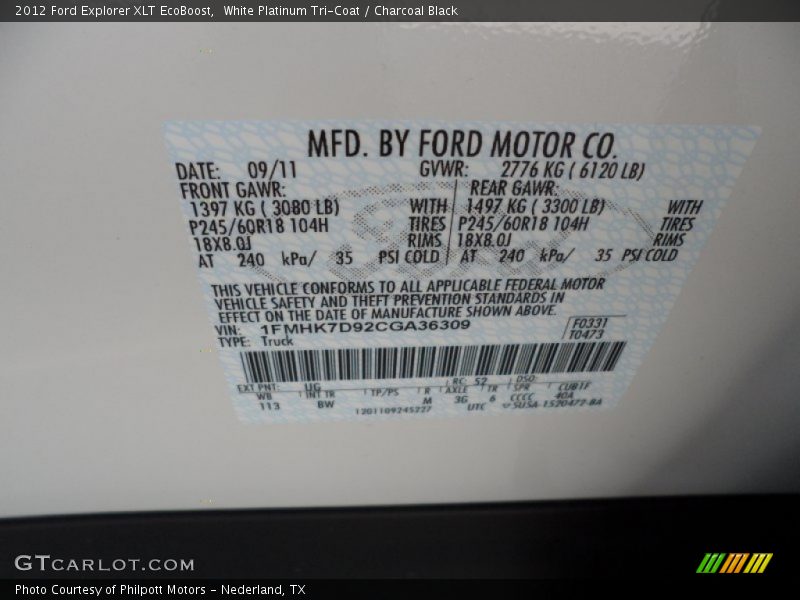 2012 Ford Explorer XLT EcoBoost, White Platinum Tri-Coat / Charcoal Black
MFD. BY FORD MOTOR CO.
DATE: 09/11 GVWR: 2776 KG ( 6120 LB)
FRONT GAWR: REAR GAWR:
1397 KG ( 3080 LB) WITH 1497 KG ( 3300 LB) WITH
P245/60R18 104H TIRES P245/60R18 104H TIRES
18X8.0J RIMS 18X8.0J RIMS
AT 240 kPa/ 35 PSI COLD AT 240 kPa/ 35 PSI COLD
THIS VEHICLE CONFORMS TO ALL APPLICABLE FEDERAL MOTOR
VEHICLE SAFETY AND THEFT PREVENTION STANDARDS IN
EFFECT ON THE DATE OF MANUFACTURE SHOWN ABOVE.
VIN: 1FMHK7D92CGA36309 F0331
TYPE: Truck T0473
EXT PNT: UG RC: 52 DSO:
WB INT TR TP/PS R AXLE TR SPR
113 BW M 3G 6 CCCC 40A
1201109245227 UTC
GTCARLOT.COM
Photo Courtesy of Philpott Motors - Nederland, TX